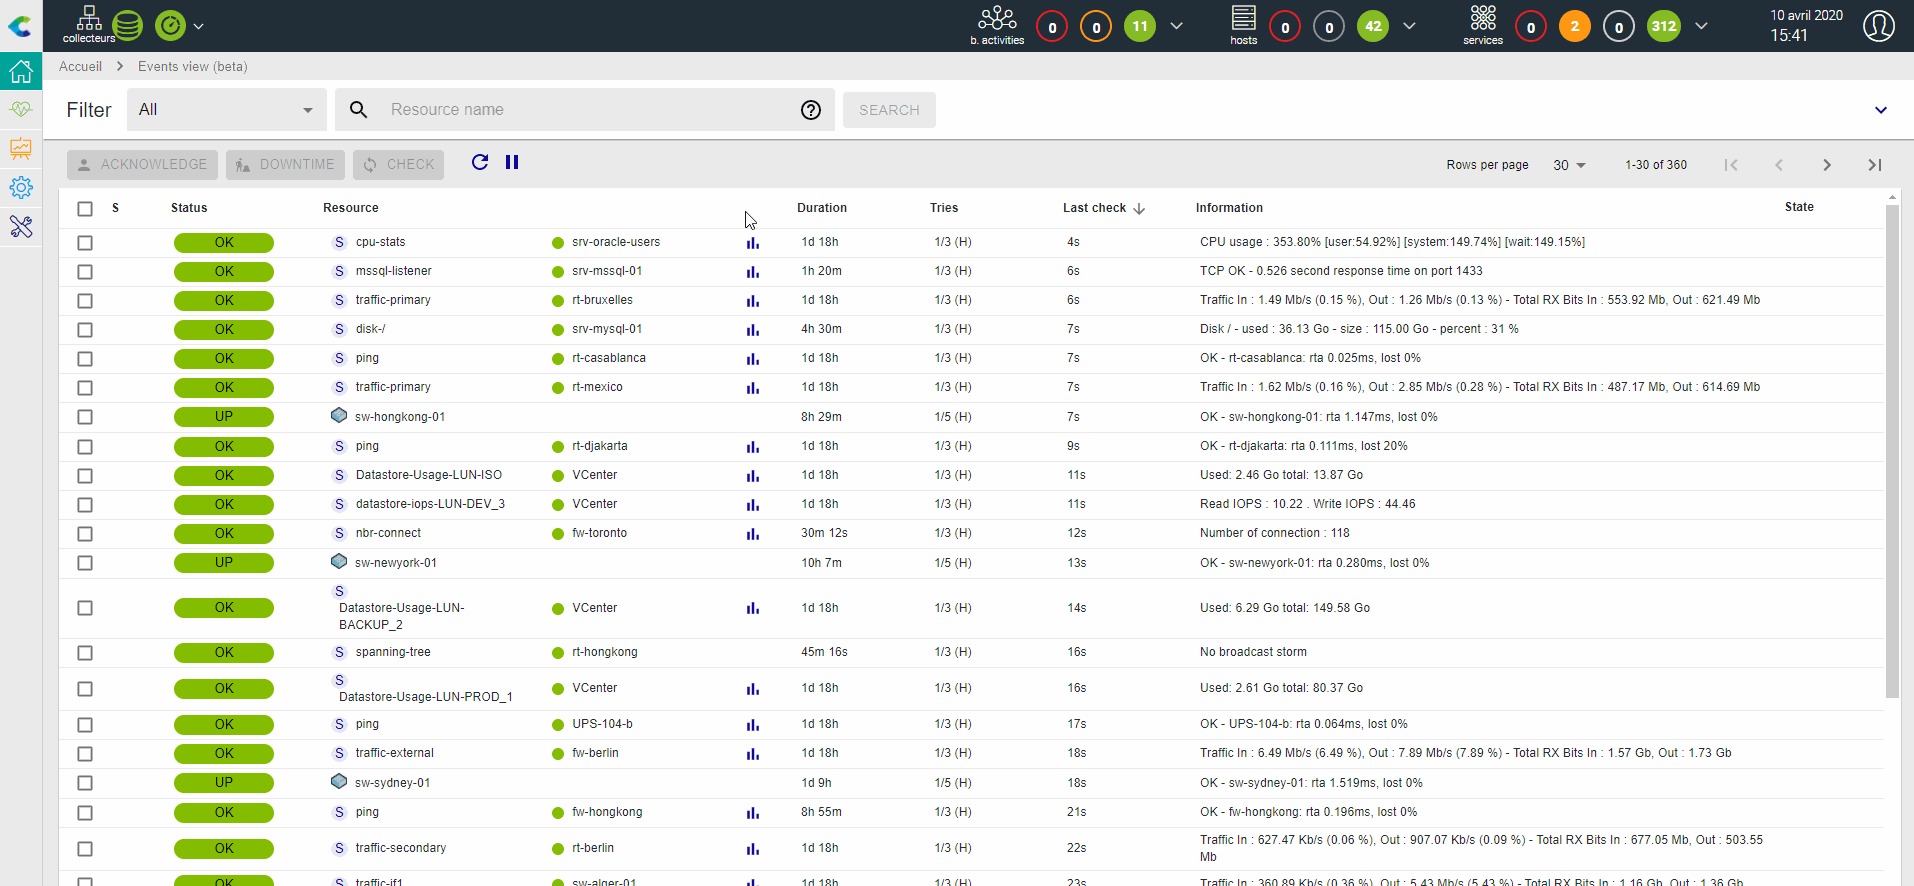 collecteurs
b. activities 0 0 11
hosts 0 0 42
services 0 2 0 312
10 avril 2020
15:41
Accueil Events view (beta)
Filter All Resource name SEARCH
ACKNOWLEDGE DOWNTIME CHECK Rows per page 30 1-30 of 360
S Status Resource Duration Tries Last check Information State
OK S cpu-stats srv-oracle-users 1d 18h 1/3 (H) 4s CPU usage : 353.80% [user:54.92%] [system:149.74%] [wait:149.15%]
OK S mssql-listener srv-mssql-01 1h 20m 1/3 (H) 6s TCP OK - 0.526 second response time on port 1433
OK S traffic-primary rt-bruxelles 1d 18h 1/3 (H) 6s Traffic In : 1.49 Mb/s (0.15 %), Out : 1.26 Mb/s (0.13 %) - Total RX Bits In : 553.92 Mb, Out : 621.49 Mb
OK S disk-/ srv-mysql-01 4h 30m 1/3 (H) 7s Disk / - used : 36.13 Go - size : 115.00 Go - percent : 31 %
OK S ping rt-casablanca 1d 18h 1/3 (H) 7s OK - rt-casablanca: rta 0.025ms, lost 0%
OK S traffic-primary rt-mexico 1d 18h 1/3 (H) 7s Traffic In : 1.62 Mb/s (0.16 %), Out : 2.85 Mb/s (0.28 %) - Total RX Bits In : 487.17 Mb, Out : 614.69 Mb
UP sw-hongkong-01 8h 29m 1/5 (H) 7s OK - sw-hongkong-01: rta 1.147ms, lost 0%
OK S ping rt-djakarta 1d 18h 1/3 (H) 9s OK - rt-djakarta: rta 0.111ms, lost 20%
OK S Datastore-Usage-LUN-ISO VCenter 1d 18h 1/3 (H) 11s Used: 2.46 Go total: 13.87 Go
OK S datastore-iops-LUN-DEV_3 VCenter 1d 18h 1/3 (H) 11s Read IOPS : 10.22 . Write IOPS : 44.46
OK S nbr-connect fw-toronto 30m 12s 1/3 (H) 12s Number of connection : 118
UP sw-newyork-01 10h 7m 1/5 (H) 13s OK - sw-newyork-01: rta 0.280ms, lost 0%
S
OK Datastore-Usage-LUN- VCenter 1d 18h 1/3 (H) 14s Used: 6.29 Go total: 149.58 Go
BACKUP_2
OK S spanning-tree rt-hongkong 45m 16s 1/3 (H) 16s No broadcast storm
S
OK Datastore-Usage-LUN-PROD_1 VCenter 1d 18h 1/3 (H) 16s Used: 2.61 Go total: 80.37 Go
OK S ping UPS-104-b 1d 18h 1/3 (H) 17s OK - UPS-104-b: rta 0.064ms, lost 0%
OK S traffic-external fw-berlin 1d 18h 1/3 (H) 18s Traffic In : 6.49 Mb/s (6.49 %), Out : 7.89 Mb/s (7.89 %) - Total RX Bits In : 1.57 Gb, Out : 1.73 Gb
UP sw-sydney-01 1d 9h 1/5 (H) 18s OK - sw-sydney-01: rta 1.519ms, lost 0%
OK S ping fw-hongkong 8h 55m 1/3 (H) 21s OK - fw-hongkong: rta 0.196ms, lost 0%
OK S traffic-secondary rt-berlin 1d 18h 1/3 (H) 22s Traffic In : 627.47 Kb/s (0.06 %), Out : 907.07 Kb/s (0.09 %) - Total RX Bits In : 677.05 Mb, Out : 503.55
Mb
OK S traffic-if1 sw-alger-01 1d 18h 1/3 (H) 23s Traffic In : 360.89 Kb/s (0.36 %), Out : 5.43 Mb/s (5.43 %) - Total RX Bits In : 1.16 Gb, Out : 1.36 Gb